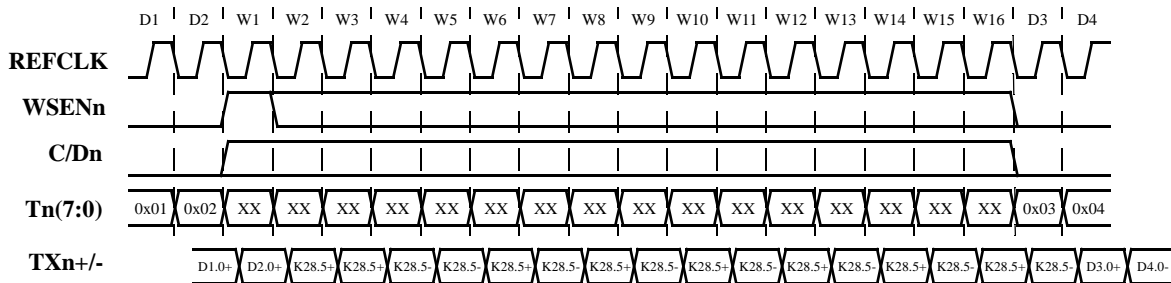 D1 D2 W1 W2 W3 W4 W5 W6 W7 W8 W9 W10 W11 W12 W13 W14 W15 W16 D3 D4
REFCLK
WSENn
C/Dn
Tn(7:0) 0x01 0x02 XX XX XX XX XX XX XX XX XX XX XX XX XX XX XX XX 0x03 0x04
TXn+/- D1.0+ D2.0+ K28.5+ K28.5+ K28.5- K28.5- K28.5+ K28.5- K28.5+ K28.5- K28.5+ K28.5- K28.5+ K28.5- K28.5+ K28.5- K28.5+ K28.5- D3.0+ D4.0-